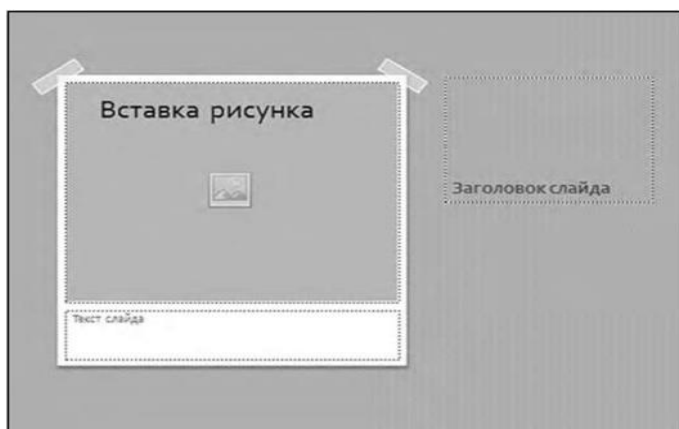 Вставка рисунка
Заголовок слайда
Текст слайда